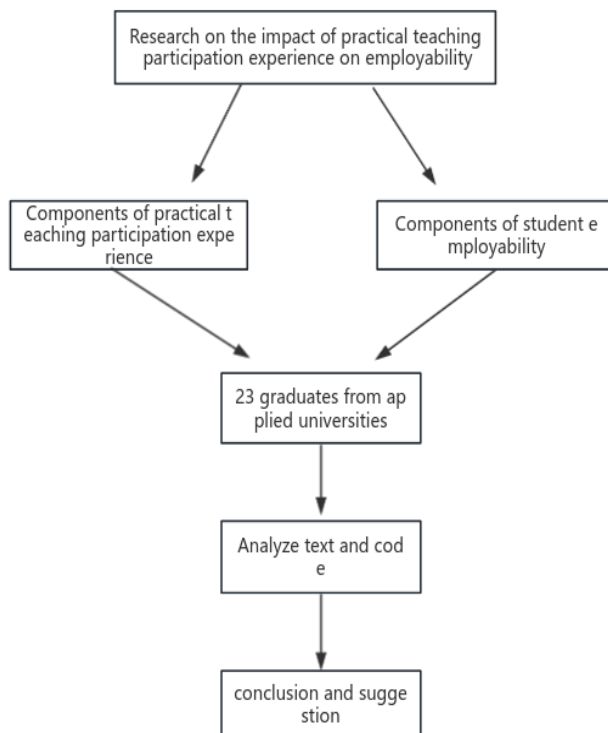 Research on the impact of practical teaching
participation experience on employability
Components of practical t
eaching participation expe
rience
Components of student e
mployability
23 graduates from ap
plied universities
Analyze text and cod
e
conclusion and sugge
stion